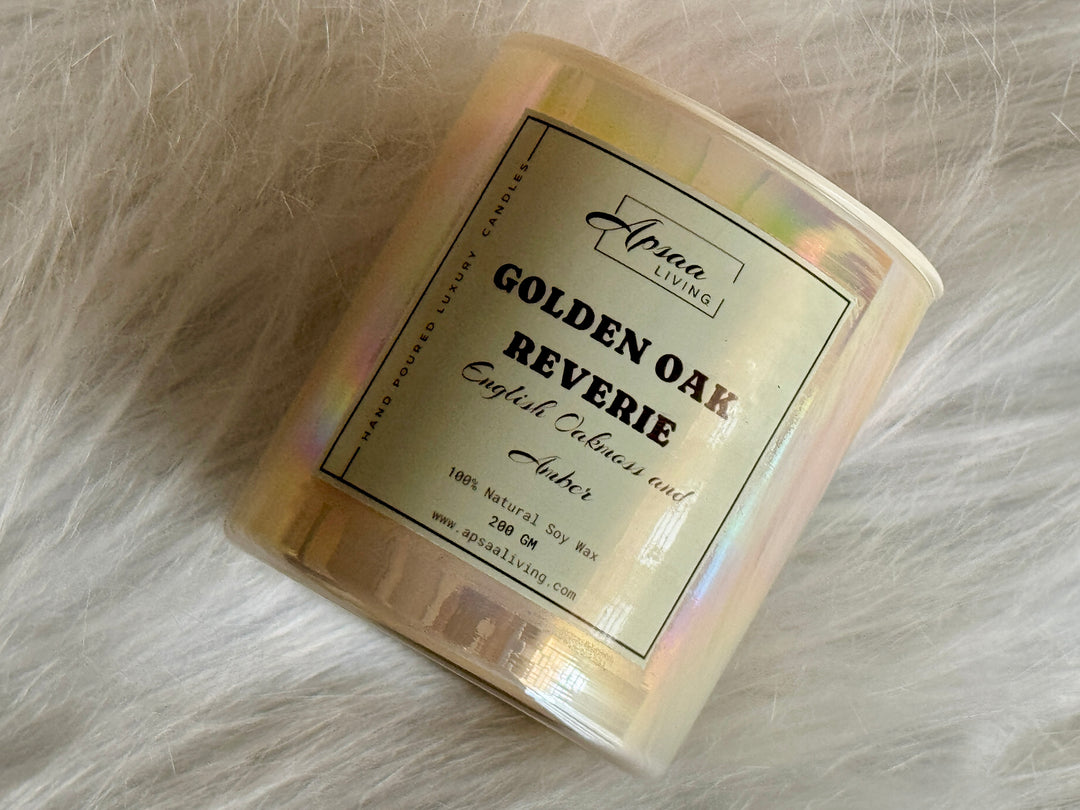 Apsaa
LIVING
GOLDEN OAK
REVERIE
English Oakmoss and
Amber
100% Natural Soy Wax
200 GM
www.apsaaliving.com
HAND POURED LUXURY CANDLES